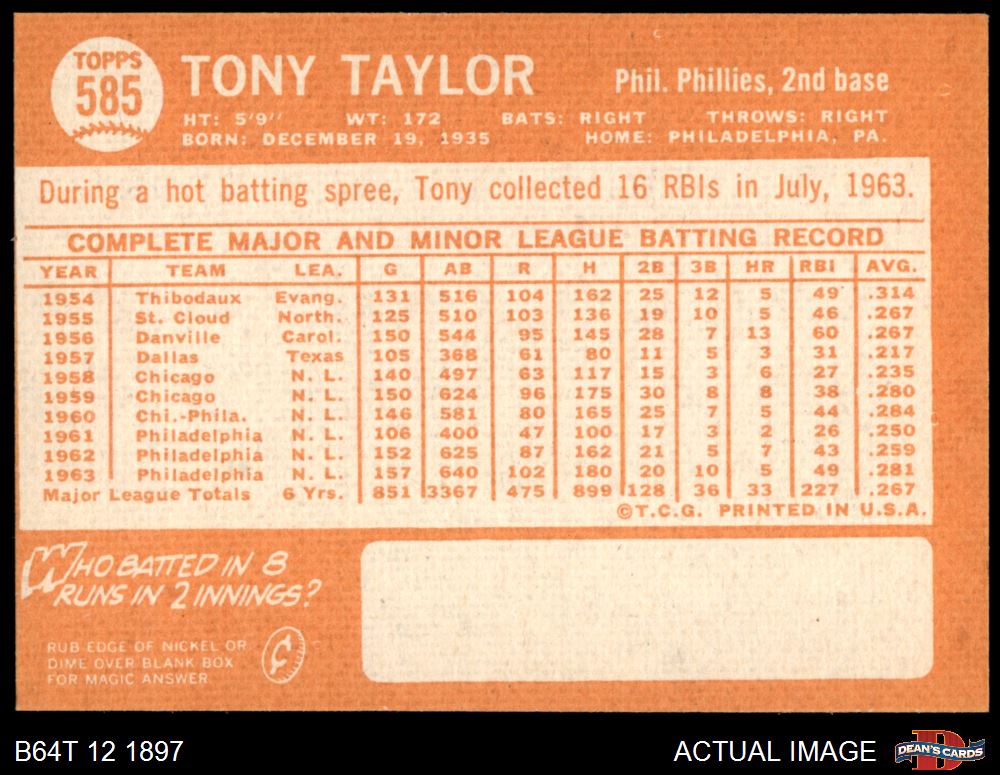 TOPPS
585
TONY TAYLOR
Phil. Phillies, 2nd base
HT: 5'9" WT: 172 BATS: RIGHT THROWS: RIGHT
BORN: DECEMBER 19, 1935 HOME: PHILADELPHIA, PA.
During a hot batting spree, Tony collected 16 RBIs in July, 1963.
COMPLETE MAJOR AND MINOR LEAGUE BATTING RECORD
YEAR TEAM LEA. G AB R H 2B 3B HR RBI AVG.
1954 Thibodaux Evang. 131 516 104 162 25 12 5 49 .314
1955 St. Cloud North. 125 510 103 136 19 10 5 46 .267
1956 Danville Carol. 150 544 95 145 28 7 13 60 .267
1957 Dallas Texas 105 368 61 80 11 5 3 31 .217
1958 Chicago N. L. 140 497 63 117 15 3 6 27 .235
1959 Chicago N. L. 150 624 96 175 30 8 8 38 .280
1960 Chi.-Phila. N. L. 146 581 80 165 25 7 5 44 .284
1961 Philadelphia N. L. 106 400 47 100 17 3 2 26 .250
1962 Philadelphia N. L. 152 625 87 162 21 5 7 43 .259
1963 Philadelphia N. L. 157 640 102 180 20 10 5 49 .281
Major League Totals 6 Yrs. 851 3367 475 899 128 36 33 227 .267
©T.C.G. PRINTED IN U.S.A.
WHO BATTED IN 8
RUNS IN 2 INNINGS?
RUB EDGE OF NICKEL OR
DIME OVER BLANK BOX
FOR MAGIC ANSWER
¢
B64T 12 1897
ACTUAL IMAGE
D
DEAN'S CARDS